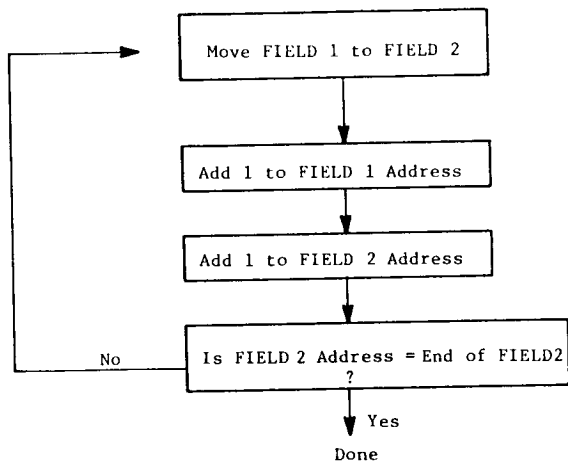 Move FIELD 1 to FIELD 2
Add 1 to FIELD 1 Address
Add 1 to FIELD 2 Address
Is FIELD 2 Address = End of FIELD2
?
No
Yes
Done